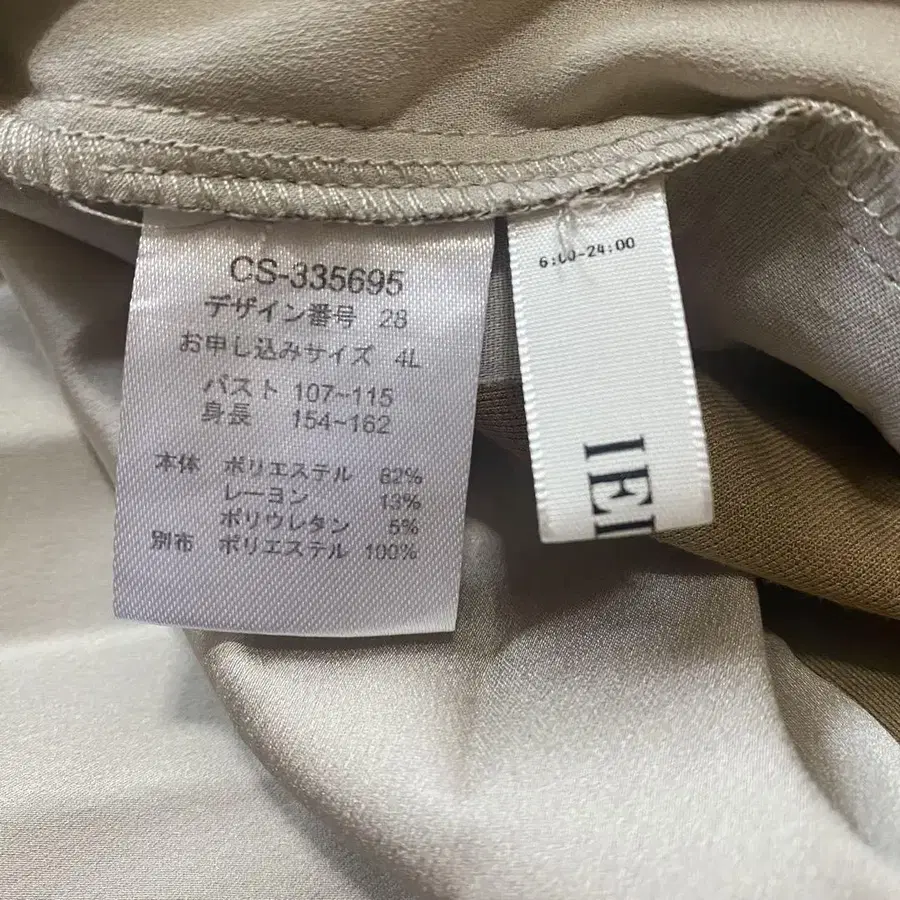 CS-335695
デザイン番号 28
お申し込みサイズ 4L
バスト 107~115
身長 154~162
本体 ポリエステル 82%
レーヨン 13%
ポリウレタン 5%
別布 ポリエステル 100%
6:00-24:00